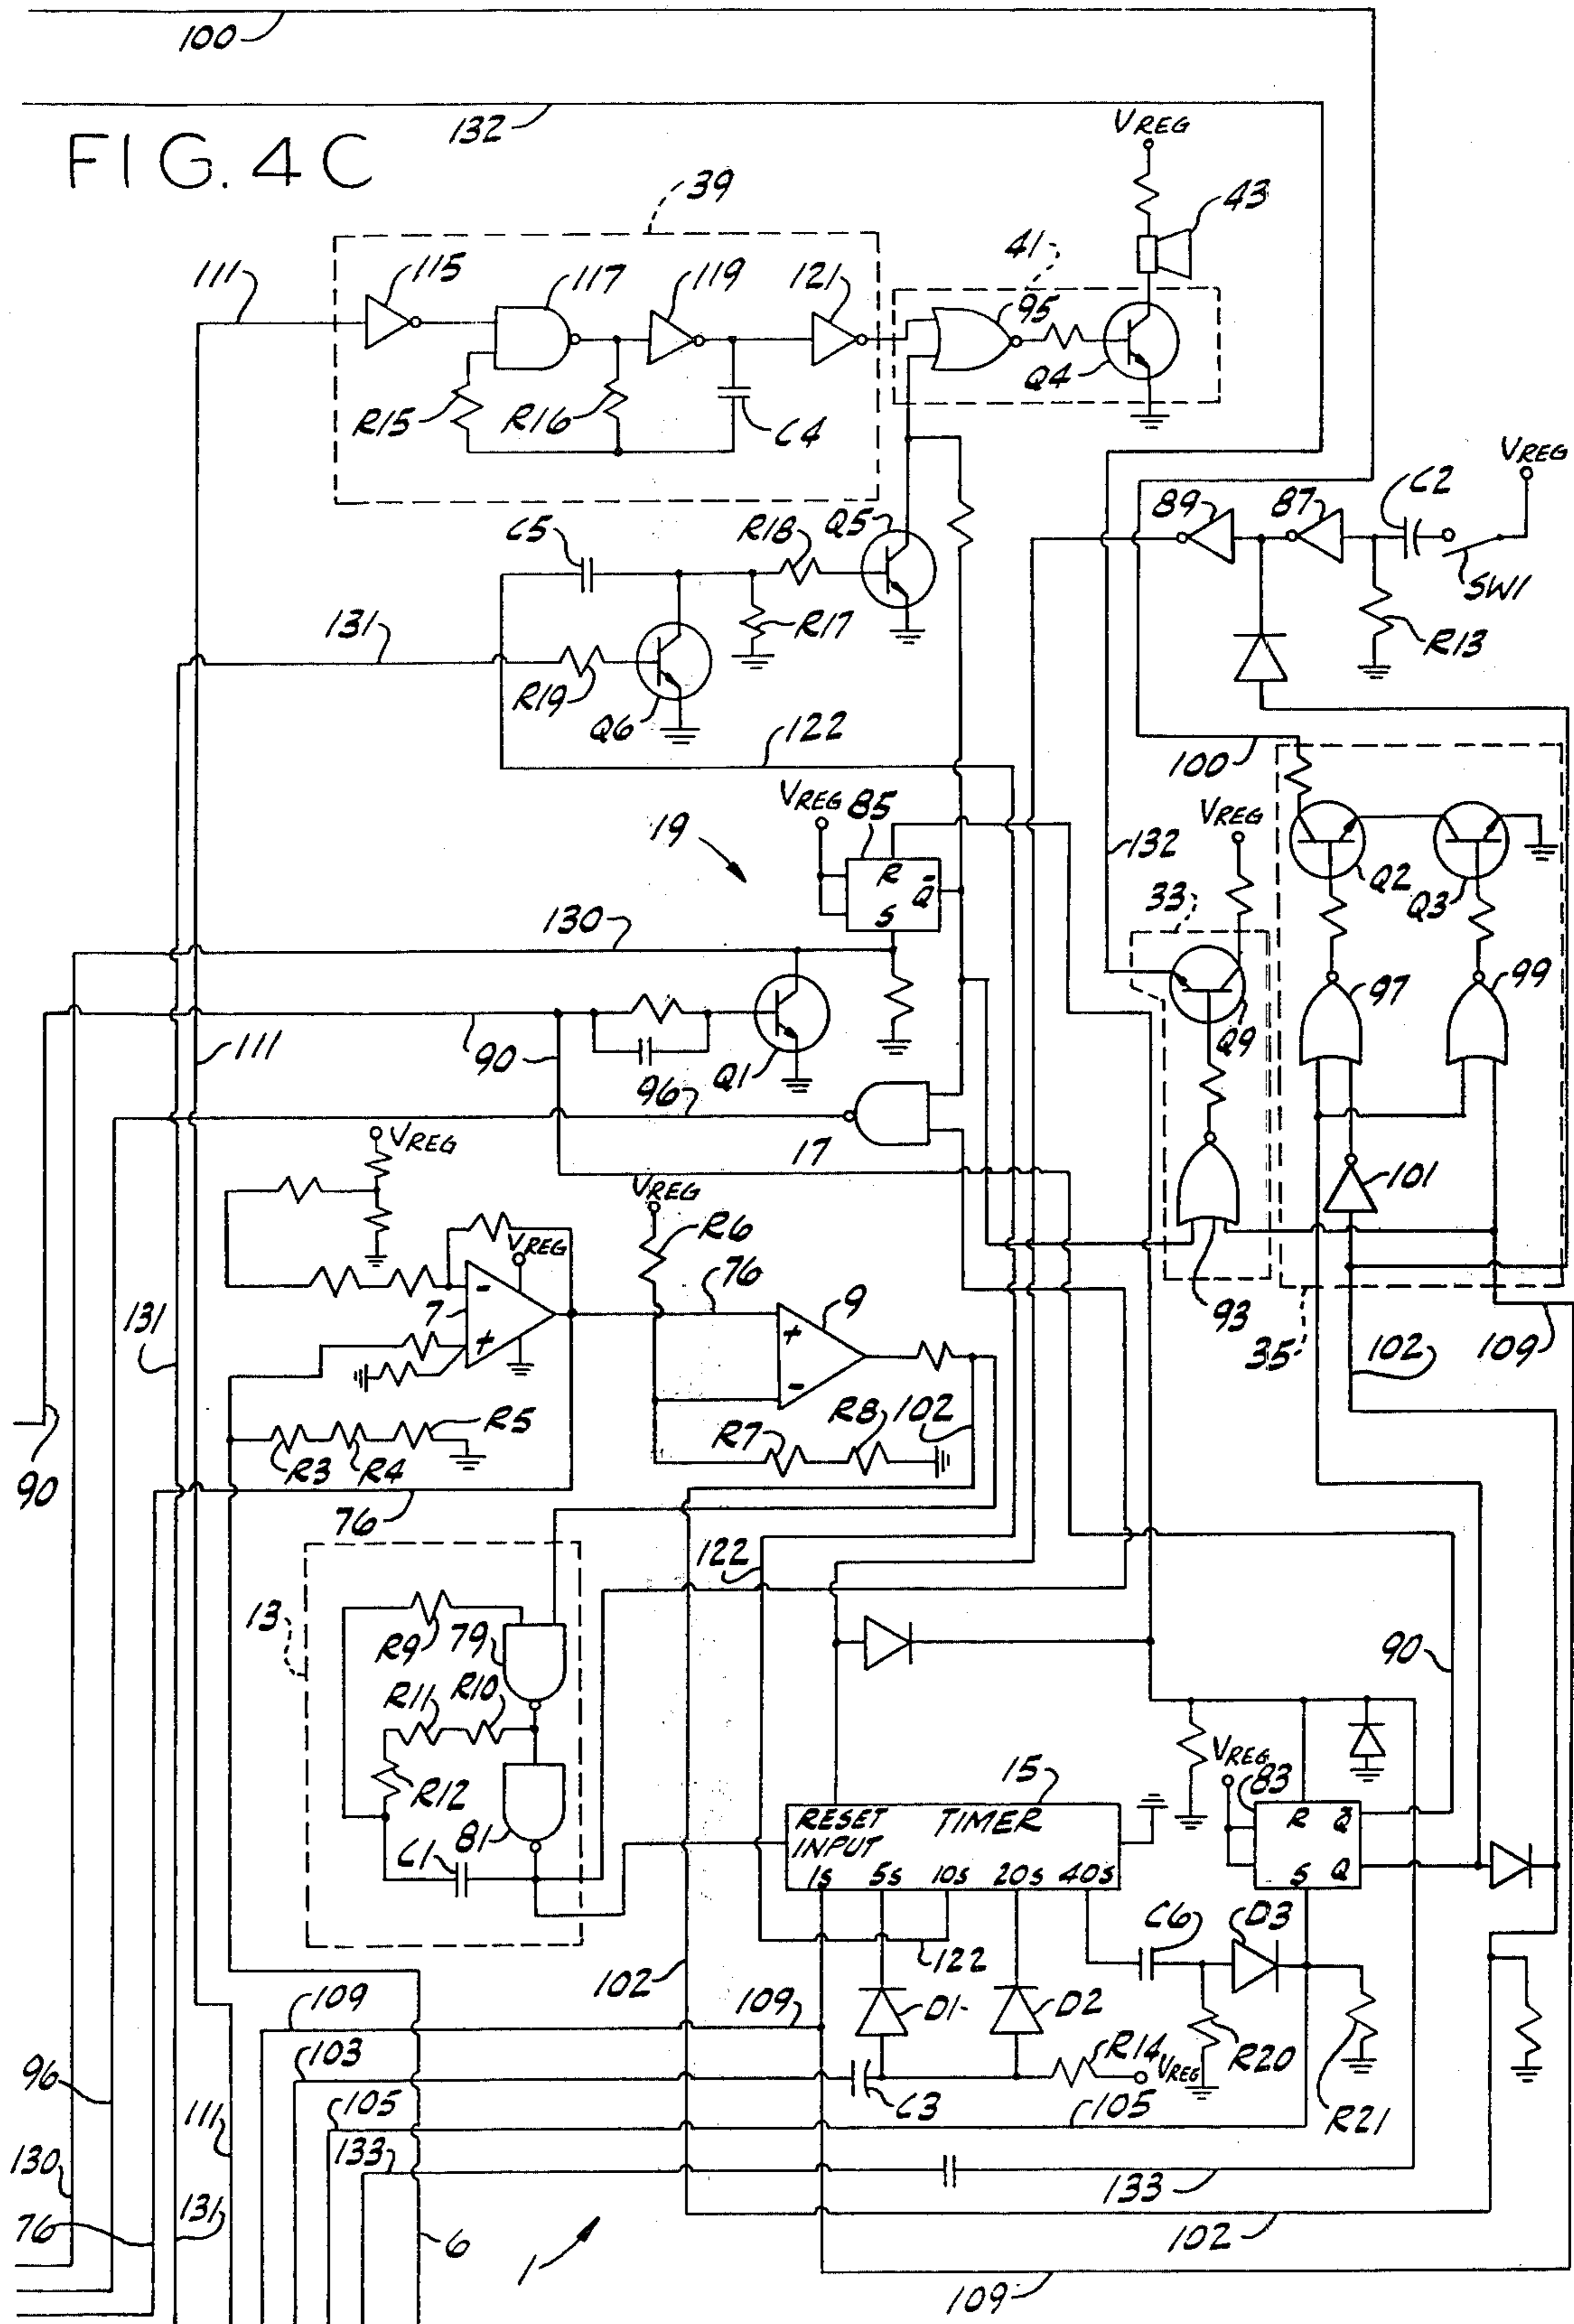 100
132
FIG. 4C
VREG
39
43
41
111
115
117
119
121
95
R15
R16
C4
Q4
VREG
C2
89
87
SW1
R13
C5
R18
Q5
131
R17
R19
Q6
122
100
VREG
85
19
R
Q̄
S
VREG
132
Q2
Q3
33
130
97
99
Q9
111
90
Q1
96
17
VREG
101
VREG
R6
VREG
76
9
7
-
+
+
-
93
35
102
109
131
R5
R3
R4
R7
R8
102
90
76
122
13
R9
79
R11
R10
R12
81
C1
90
15
VREG
83
RESET TIMER
INPUT
1s 5s 10s 20s 40s
R Q̄
S Q
C6
D3
122
102
109
109
D1
D2
103
R14
VREG
R20
C3
96
105
105
R21
111
133
133
130
131
76
6
102
1
109